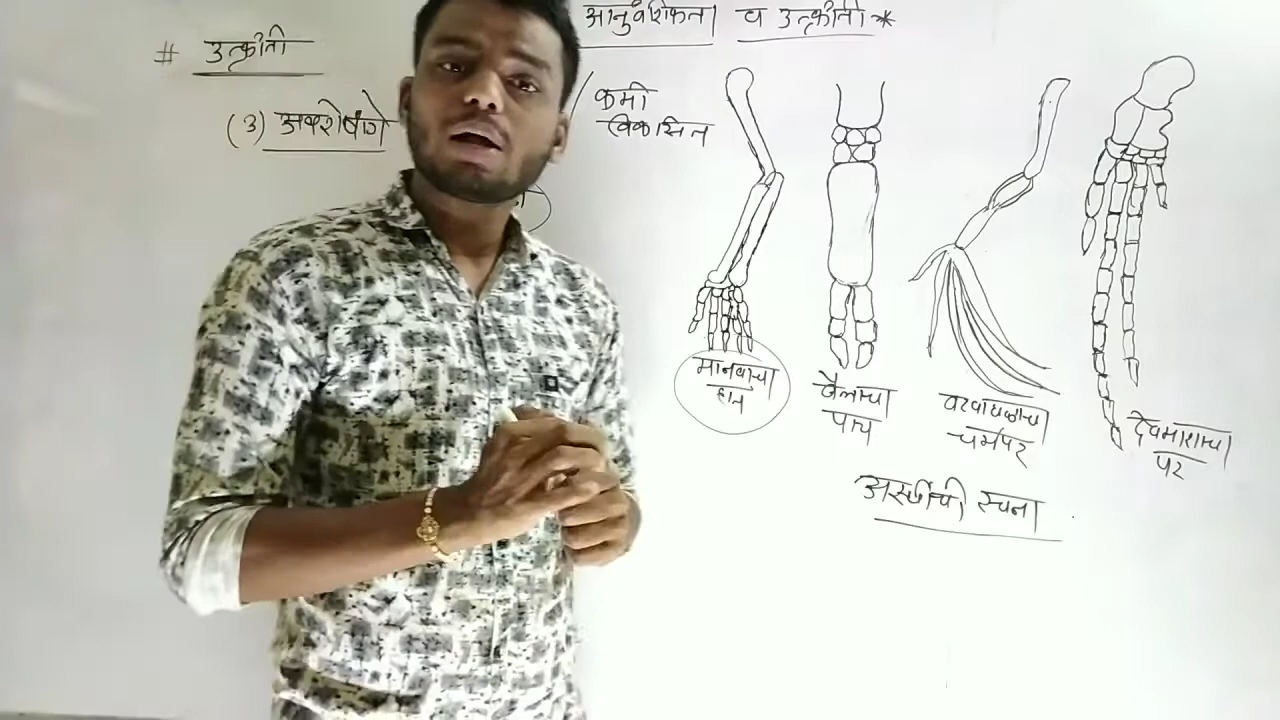 आनुवंशिकता व उत्क्रांती *
# उत्क्रांती
(3) अवशेषांगे
कमी
विकसित
मानवाचा
हात
बैलाचा
पाय
वटवाघळाचा
चर्मपर
देवमाशाचा
पर
अस्थींची रचना